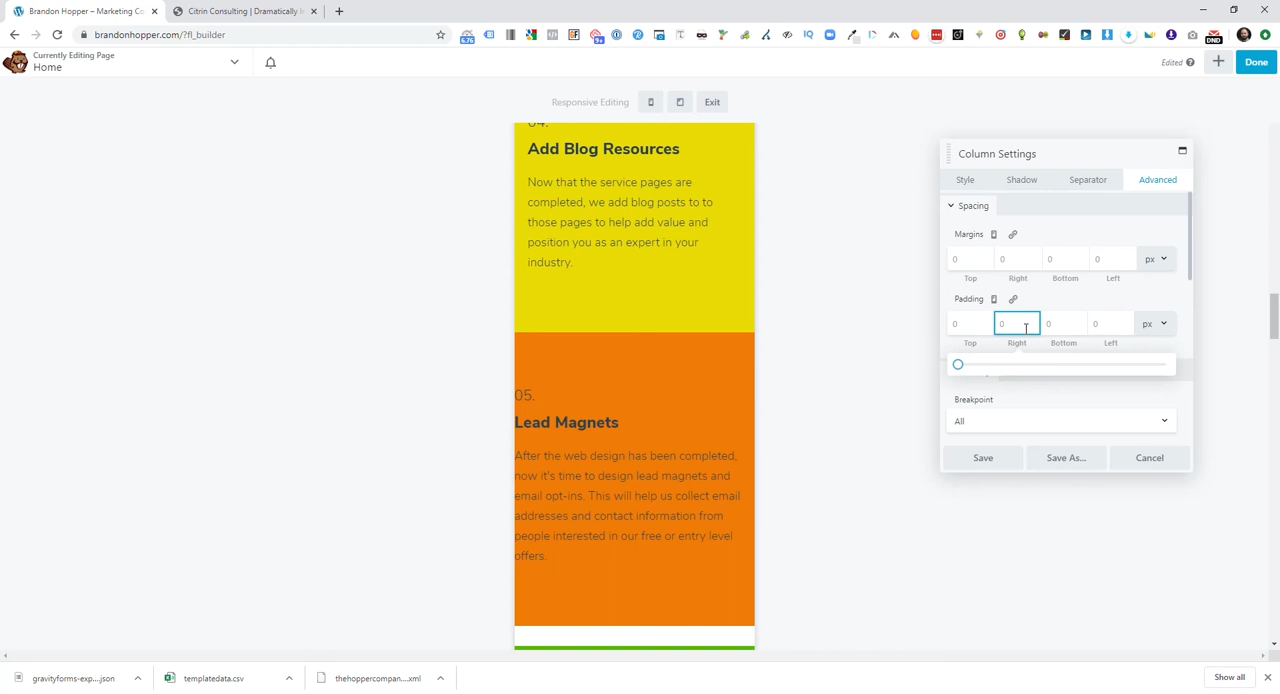 Brandon Hopper – Marketing Co
Citrin Consulting | Dramatically I
brandonhopper.com/?fl_builder
Currently Editing Page
Home
Edited
Done
Responsive Editing
Exit
04.
Add Blog Resources
Now that the service pages are
completed, we add blog posts to to
those pages to help add value and
position you as an expert in your
industry.
05.
Lead Magnets
After the web design has been completed,
now it's time to design lead magnets and
email opt-ins. This will help us collect email
addresses and contact information from
people interested in our free or entry level
offers.
Column Settings
Style Shadow Separator Advanced
Spacing
Margins
0 0 0 0 px
Top Right Bottom Left
Padding
0 0 0 0 px
Top Right Bottom Left
Breakpoint
All
Save Save As... Cancel
gravityforms-exp....json
templatedata.csv
thehoppercompan....xml
Show all